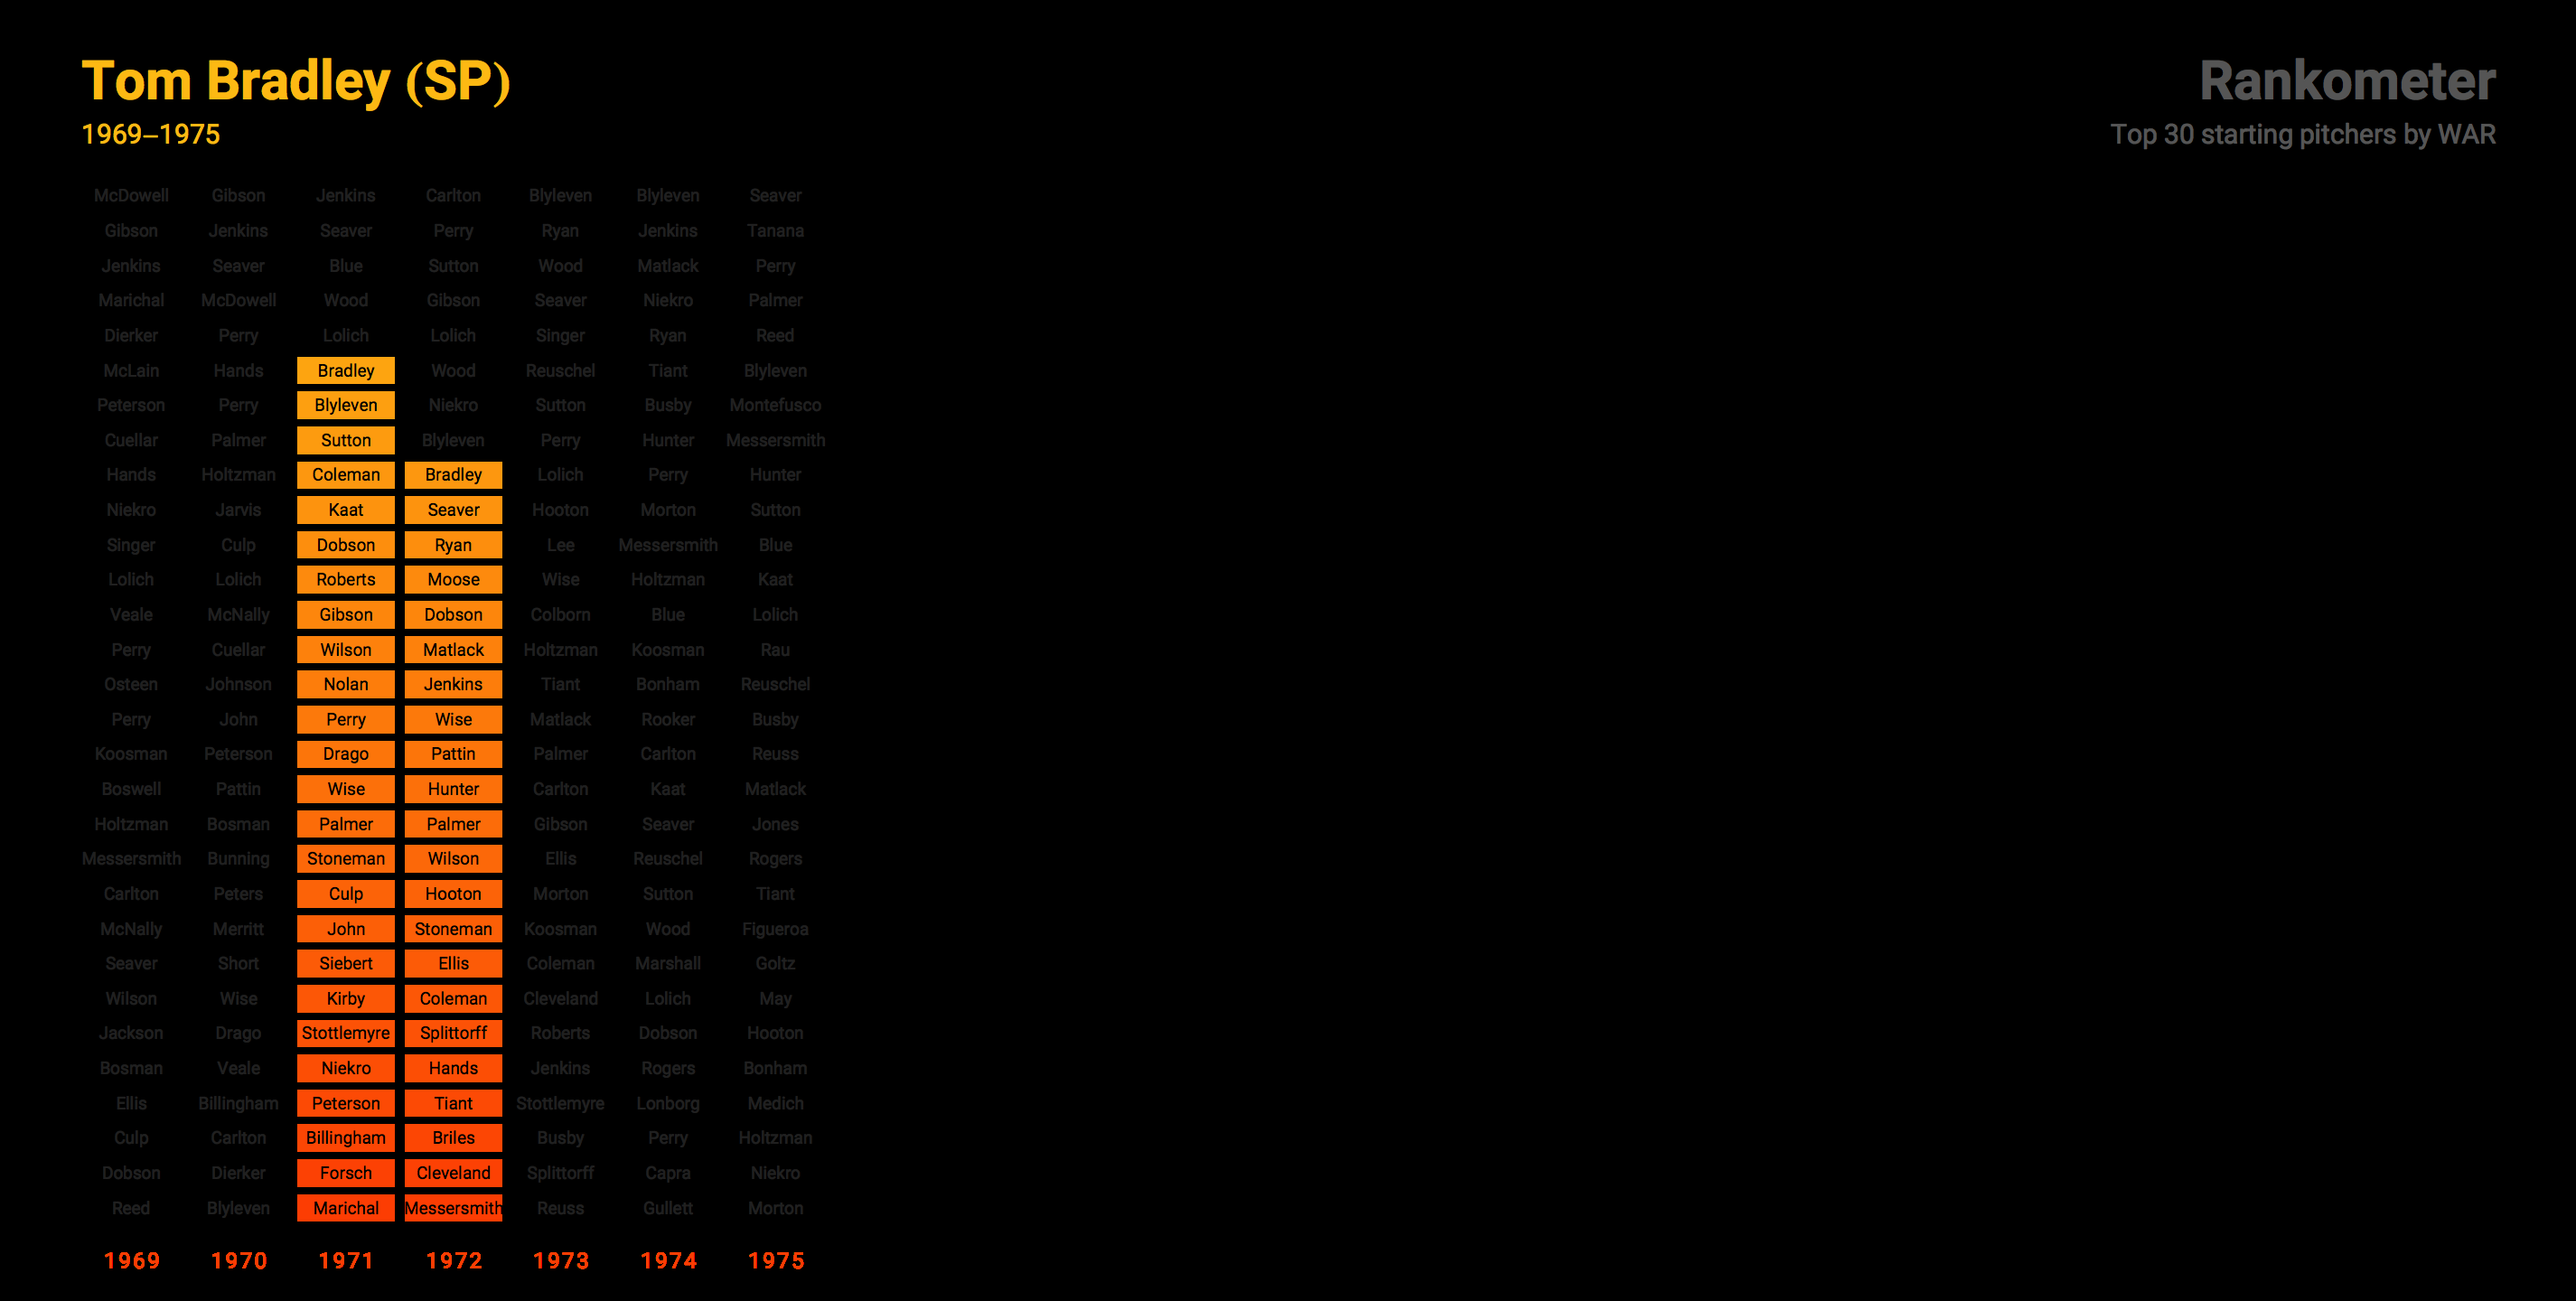 Tom Bradley (SP)
1969–1975
Rankometer
Top 30 starting pitchers by WAR
McDowell Gibson Jenkins Carlton Blyleven Blyleven Seaver
Gibson Jenkins Seaver Perry Ryan Jenkins Tanana
Jenkins Seaver Blue Sutton Wood Matlack Perry
Marichal McDowell Wood Gibson Seaver Niekro Palmer
Dierker Perry Lolich Lolich Singer Ryan Reed
McLain Hands Bradley Wood Reuschel Tiant Blyleven
Peterson Perry Blyleven Niekro Sutton Busby Montefusco
Cuellar Palmer Sutton Blyleven Perry Hunter Messersmith
Hands Holtzman Coleman Bradley Lolich Perry Hunter
Niekro Jarvis Kaat Seaver Hooton Morton Sutton
Singer Culp Dobson Ryan Lee Messersmith Blue
Lolich Lolich Roberts Moose Wise Holtzman Kaat
Veale McNally Gibson Dobson Colborn Blue Lolich
Perry Cuellar Wilson Matlack Holtzman Koosman Rau
Osteen Johnson Nolan Jenkins Tiant Bonham Reuschel
Perry John Perry Wise Matlack Rooker Busby
Koosman Peterson Drago Pattin Palmer Carlton Reuss
Boswell Pattin Wise Hunter Carlton Kaat Matlack
Holtzman Bosman Palmer Palmer Gibson Seaver Jones
Messersmith Bunning Stoneman Wilson Ellis Reuschel Rogers
Carlton Peters Culp Hooton Morton Sutton Tiant
McNally Merritt John Stoneman Koosman Wood Figueroa
Seaver Short Siebert Ellis Coleman Marshall Goltz
Wilson Wise Kirby Coleman Cleveland Lolich May
Jackson Drago Stottlemyre Splittorff Roberts Dobson Hooton
Bosman Veale Niekro Hands Jenkins Rogers Bonham
Ellis Billingham Peterson Tiant Stottlemyre Lonborg Medich
Culp Carlton Billingham Briles Busby Perry Holtzman
Dobson Dierker Forsch Cleveland Splittorff Capra Niekro
Reed Blyleven Marichal Messersmith Reuss Gullett Morton
1969 1970 1971 1972 1973 1974 1975